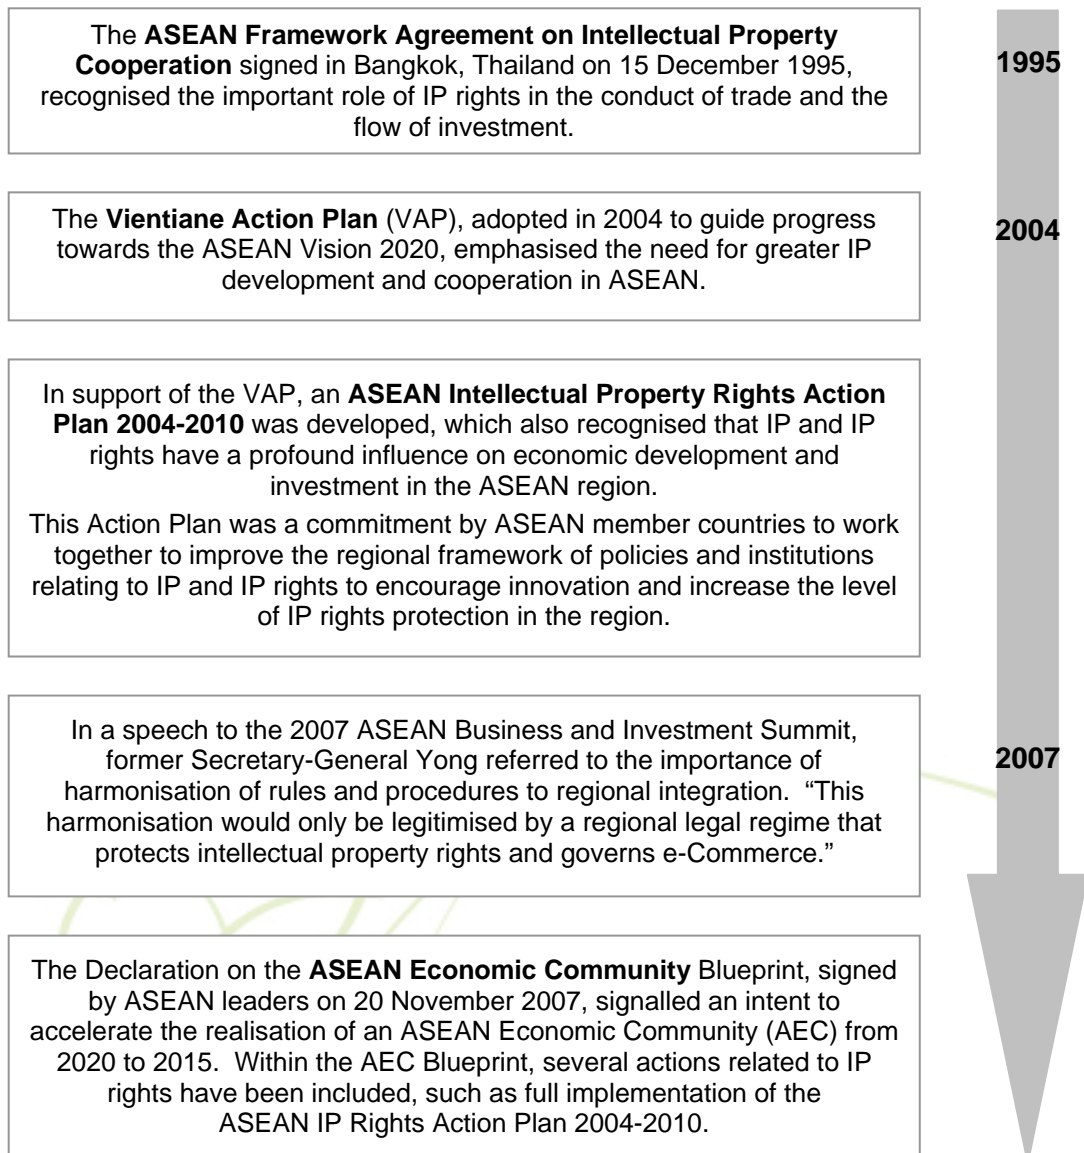 The ASEAN Framework Agreement on Intellectual Property
Cooperation signed in Bangkok, Thailand on 15 December 1995,
recognised the important role of IP rights in the conduct of trade and the
flow of investment.
1995
The Vientiane Action Plan (VAP), adopted in 2004 to guide progress
towards the ASEAN Vision 2020, emphasised the need for greater IP
development and cooperation in ASEAN.
2004
In support of the VAP, an ASEAN Intellectual Property Rights Action
Plan 2004-2010 was developed, which also recognised that IP and IP
rights have a profound influence on economic development and
investment in the ASEAN region.
This Action Plan was a commitment by ASEAN member countries to work
together to improve the regional framework of policies and institutions
relating to IP and IP rights to encourage innovation and increase the level
of IP rights protection in the region.
In a speech to the 2007 ASEAN Business and Investment Summit,
former Secretary-General Yong referred to the importance of
harmonisation of rules and procedures to regional integration.  “This
harmonisation would only be legitimised by a regional legal regime that
protects intellectual property rights and governs e-Commerce.”
2007
The Declaration on the ASEAN Economic Community Blueprint, signed
by ASEAN leaders on 20 November 2007, signalled an intent to
accelerate the realisation of an ASEAN Economic Community (AEC) from
2020 to 2015.  Within the AEC Blueprint, several actions related to IP
rights have been included, such as full implementation of the
ASEAN IP Rights Action Plan 2004-2010.